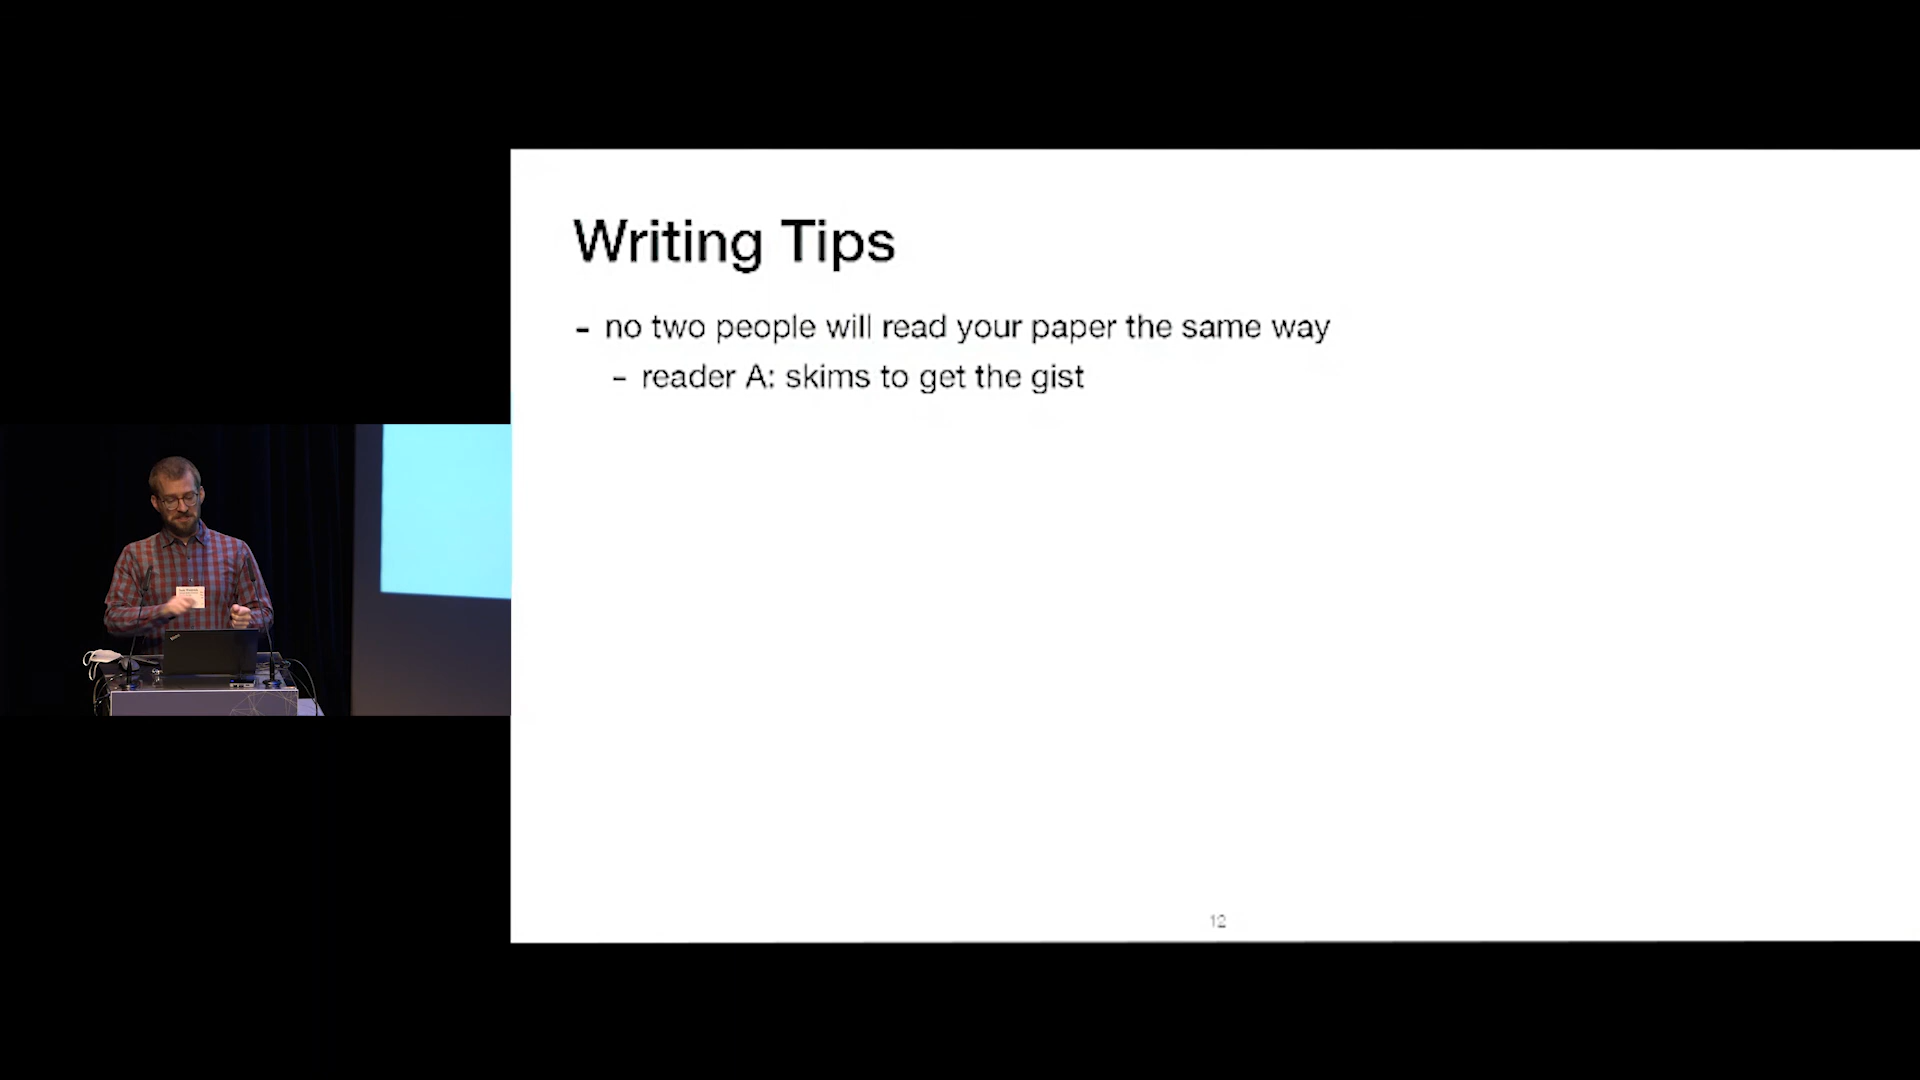 Writing Tips
- no two people will read your paper the same way
- reader A: skims to get the gist
12